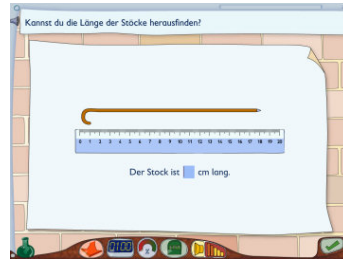 Kannst du die Länge der Stöcke herausfinden?
0 1 2 3 4 5 6 7 8 9 10 11 12 13 14 15 16 17 18 19 20
Der Stock ist cm lang.
0100